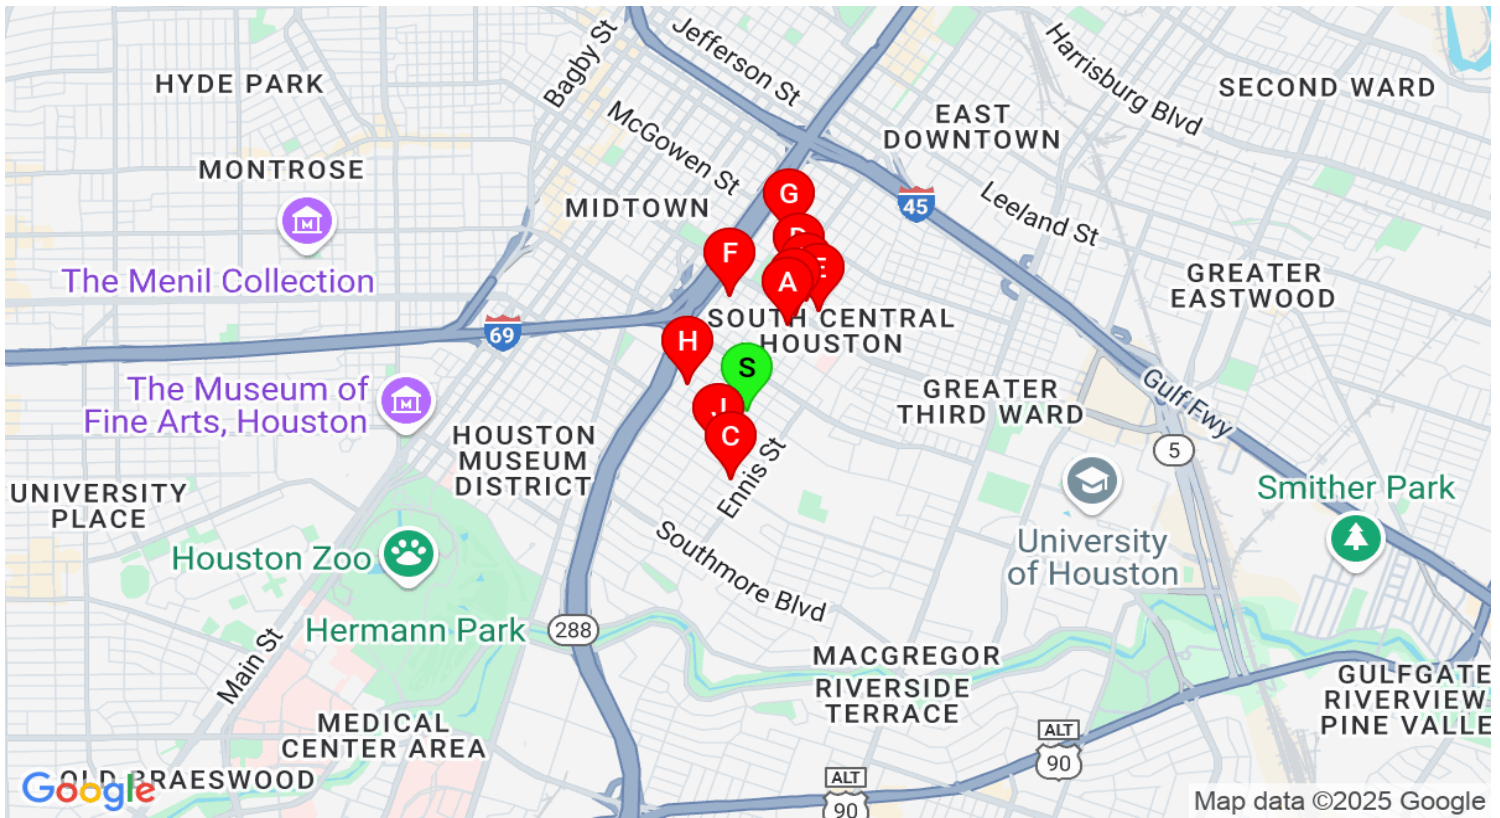 Jefferson St
Bagby St
Harrisburg Blvd
HYDE PARK
SECOND WARD
McGowen St
EAST
DOWNTOWN
MONTROSE
G
MIDTOWN
45
Leeland St
F
E
The Menil Collection
A
GREATER
EASTWOOD
SOUTH CENTRAL
HOUSTON
69
H
S
The Museum of
Fine Arts, Houston
GREATER
THIRD WARD
Gulf Fwy
J
C
HOUSTON
MUSEUM
DISTRICT
5
Ennis St
UNIVERSITY
PLACE
Smither Park
Houston Zoo
University
of Houston
Southmore Blvd
Hermann Park
288
Main St
MACGREGOR
RIVERSIDE
TERRACE
GULFGATE
RIVERVIEW
PINE VALLE
MEDICAL
CENTER AREA
ALT
90
OLD BRAESWOOD
Google
ALT
90
Map data ©2025 Google